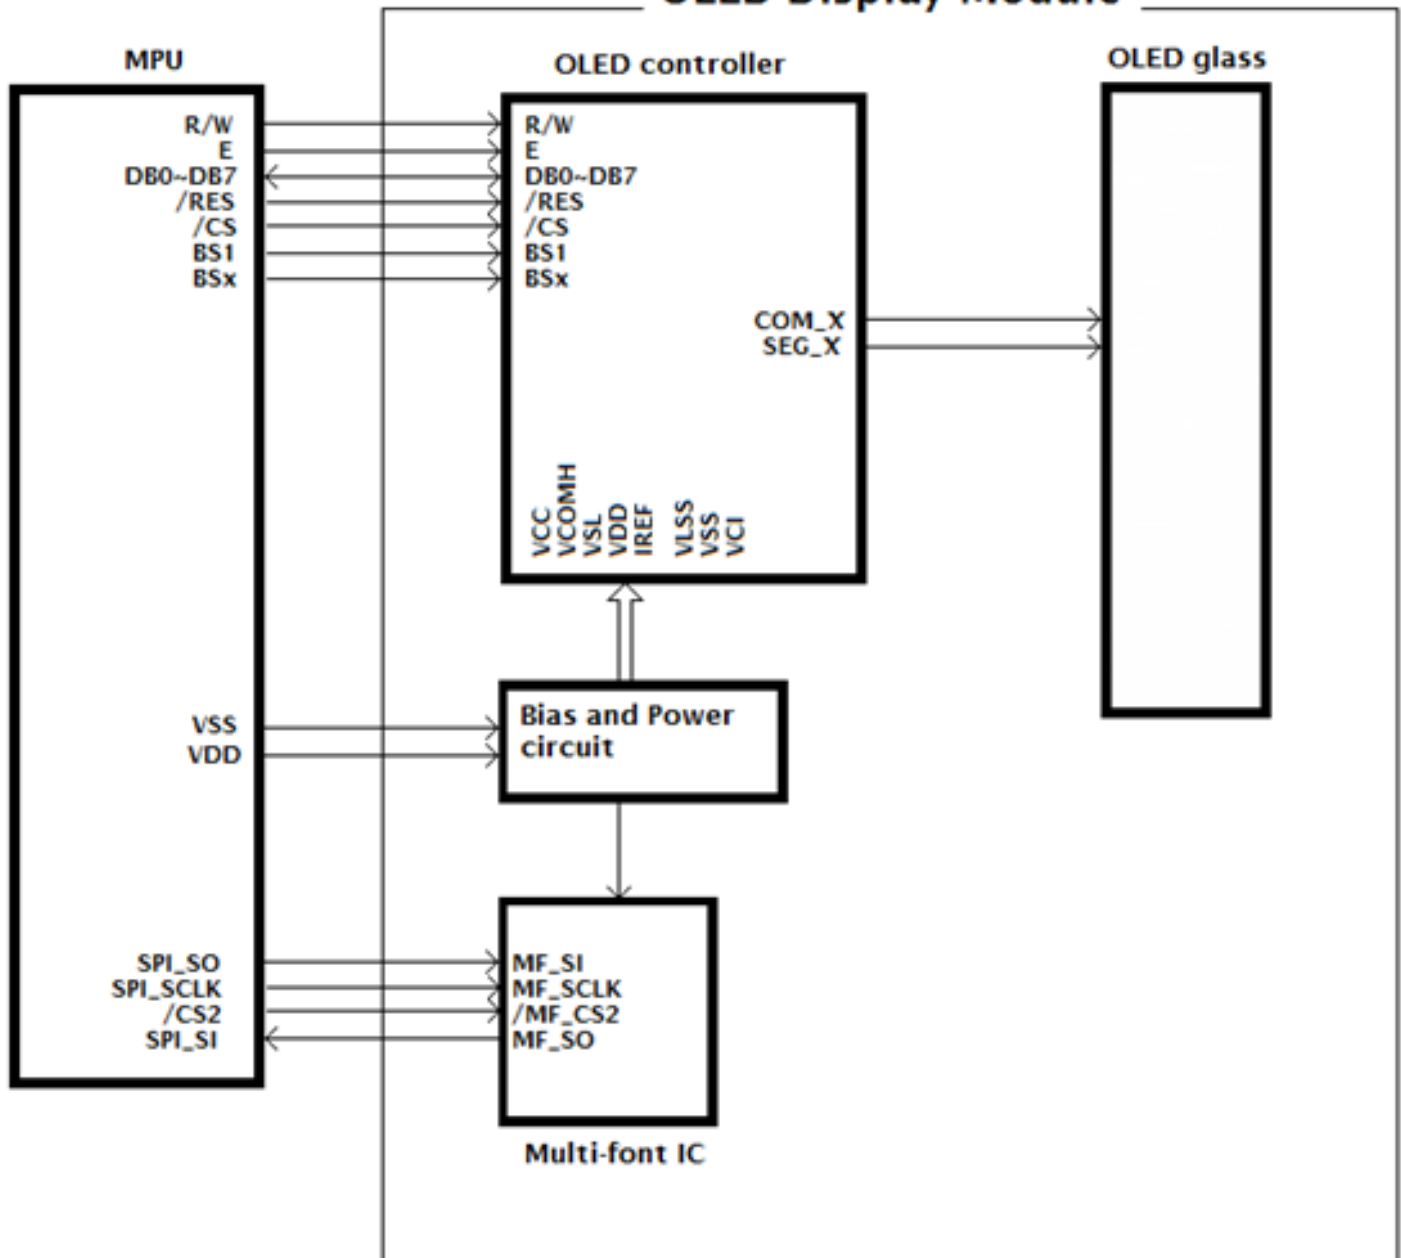 OLED Display Module
MPU
OLED controller
OLED glass
R/W
E
DB0~DB7
/RES
/CS
BS1
BSx
R/W
E
DB0~DB7
/RES
/CS
BS1
BSx
COM_X
SEG_X
VCC
VCOMH
VSL
VDD
IREF
VLSS
VSS
VCI
VSS
VDD
Bias and Power
circuit
SPI_SO
SPI_SCLK
/CS2
SPI_SI
MF_SI
MF_SCLK
/MF_CS2
MF_SO
Multi-font IC